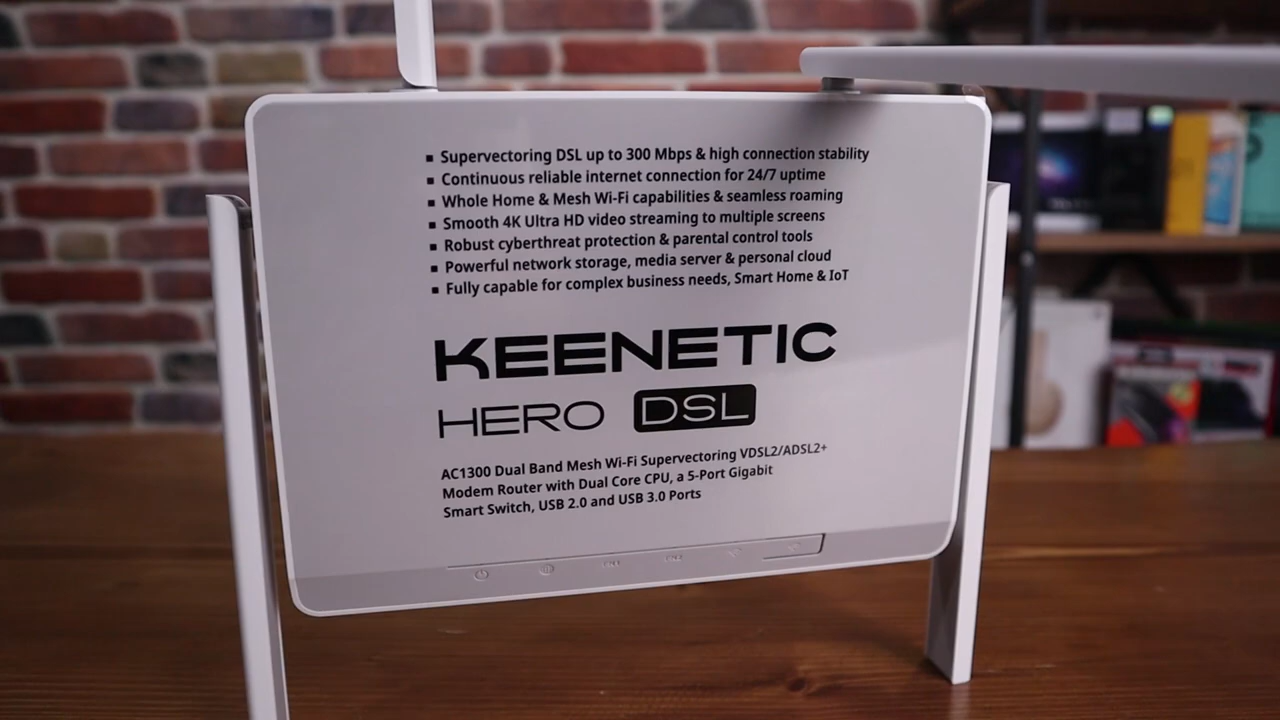 ▪ Supervectoring DSL up to 300 Mbps & high connection stability
▪ Continuous reliable internet connection for 24/7 uptime
▪ Whole Home & Mesh Wi-Fi capabilities & seamless roaming
▪ Smooth 4K Ultra HD video streaming to multiple screens
▪ Robust cyberthreat protection & parental control tools
▪ Powerful network storage, media server & personal cloud
▪ Fully capable for complex business needs, Smart Home & IoT
KEENETIC
HERO DSL
AC1300 Dual Band Mesh Wi-Fi Supervectoring VDSL2/ADSL2+
Modem Router with Dual Core CPU, a 5-Port Gigabit
Smart Switch, USB 2.0 and USB 3.0 Ports